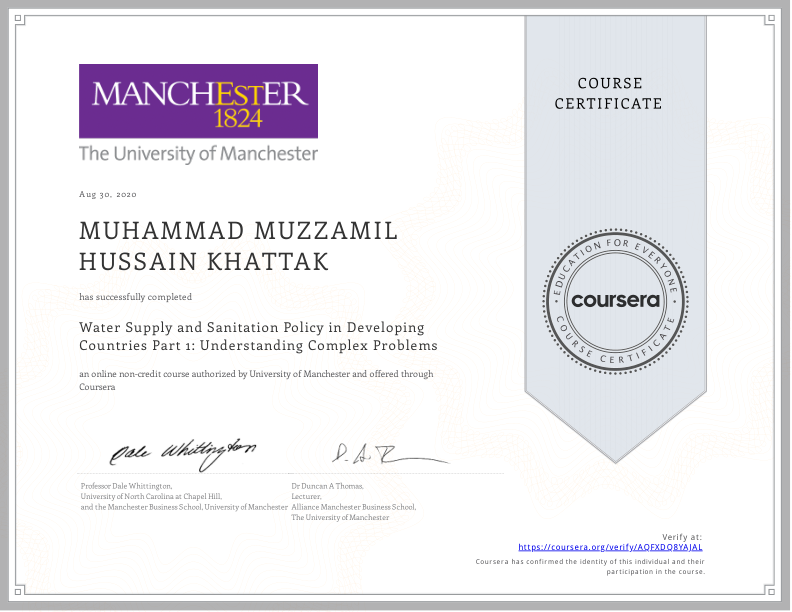 MANCHESTER
1824
The University of Manchester
Aug 30, 2020
MUHAMMAD MUZZAMIL
HUSSAIN KHATTAK
has successfully completed
Water Supply and Sanitation Policy in Developing
Countries Part 1: Understanding Complex Problems
an online non-credit course authorized by University of Manchester and offered through
Coursera
Dale Whittington
Professor Dale Whittington,
University of North Carolina at Chapel Hill,
and the Manchester Business School, University of Manchester
Dr Duncan A Thomas,
Lecturer,
Alliance Manchester Business School,
The University of Manchester
COURSE
CERTIFICATE
EDUCATION FOR EVERYONE
coursera
COURSE CERTIFICATE
Verify at:
https://coursera.org/verify/AQFXDQ8YAJAL
Coursera has confirmed the identity of this individual and their
participation in the course.